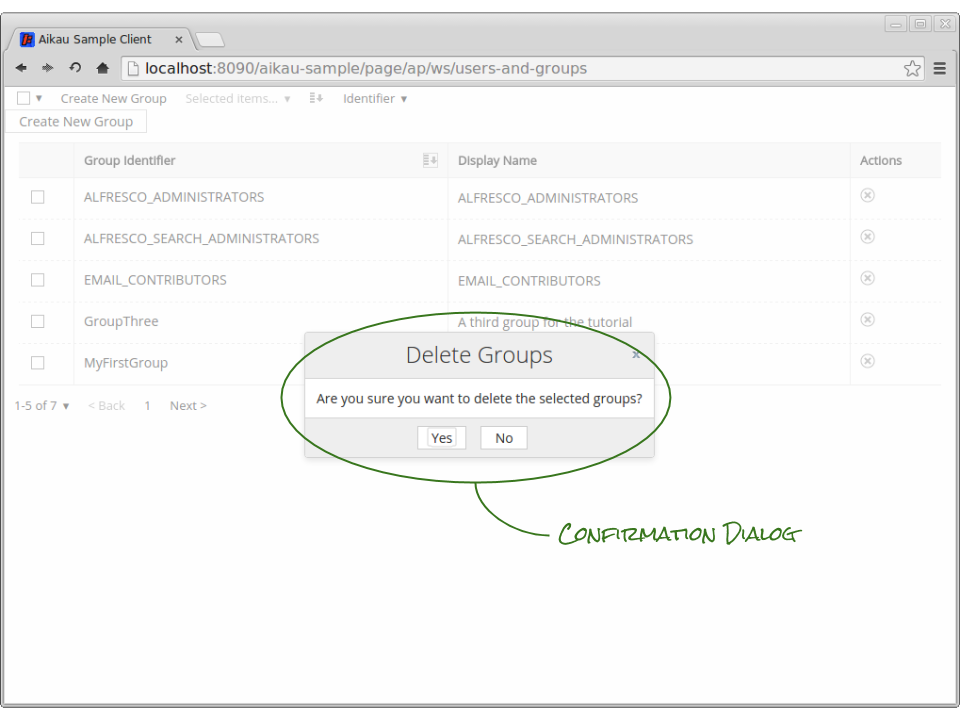 Aikau Sample Client
localhost:8090/aikau-sample/page/ap/ws/users-and-groups
Create New Group Selected items... Identifier
Create New Group
Group Identifier Display Name Actions
ALFRESCO_ADMINISTRATORS ALFRESCO_ADMINISTRATORS
ALFRESCO_SEARCH_ADMINISTRATORS ALFRESCO_SEARCH_ADMINISTRATORS
EMAIL_CONTRIBUTORS EMAIL_CONTRIBUTORS
GroupThree A third group for the tutorial
MyFirstGroup
Delete Groups x
Are you sure you want to delete the selected groups?
Yes No
1-5 of 7 < Back 1 Next >
Confirmation Dialog